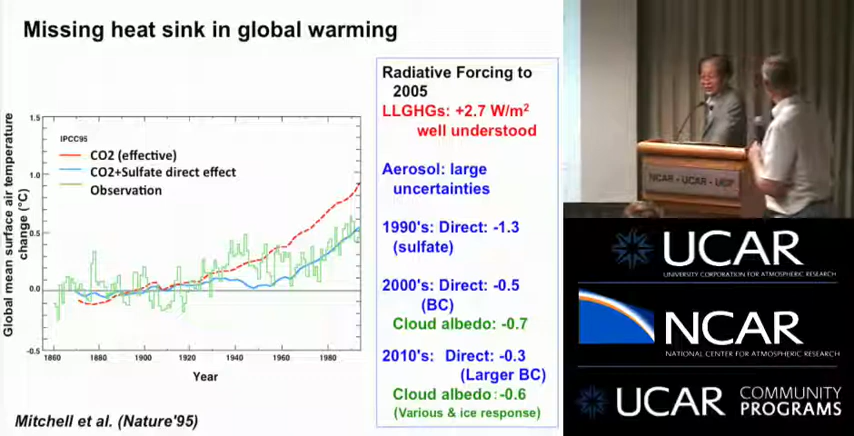 Missing heat sink in global warming
Radiative Forcing to
2005
LLGHGs: +2.7 W/m²
well understood
Aerosol: large
uncertainties
1990's: Direct: -1.3
(sulfate)
2000's: Direct: -0.5
(BC)
Cloud albedo: -0.7
2010's: Direct: -0.3
(Larger BC)
Cloud albedo: -0.6
(Various & ice response)
Global mean surface air temperature
change (°C)
1.5
1.0
0.5
0.0
-0.5
IPCC95
CO2 (effective)
CO2+Sulfate direct effect
Observation
1860 1880 1900 1920 1940 1960 1980
Year
Mitchell et al. (Nature'95)
NCAR - UCAR - UOP
UCAR
UNIVERSITY CORPORATION FOR ATMOSPHERIC RESEARCH
NCAR
NATIONAL CENTER FOR ATMOSPHERIC RESEARCH
UCAR COMMUNITY
PROGRAMS